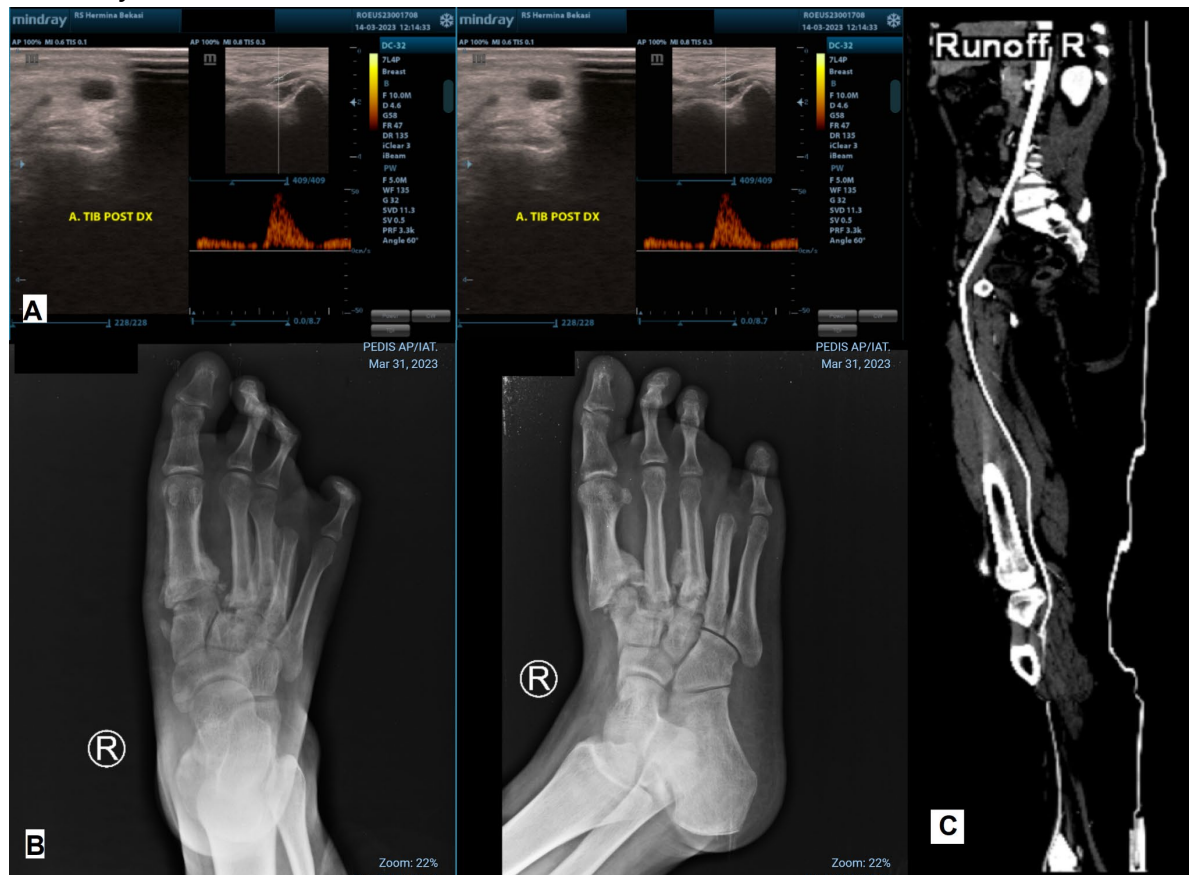 mindray
RS Hermina Bekasi
ROEUS23001708
14-03-2023 12:14:33
AP 100% MI 0.6 TIS 0.1
AP 100% MI 0.8 TIS 0.3
m
DC-32
7L4P
Breast
B
F 10.0M
D 4.6
G58
FR 47
DR 135
iClear 3
iBeam
PW
F 5.0M
WF 135
G 32
SVD 11.3
SV 0.5
PRF 3.3k
Angle 60°
409/409
A. TIB POST DX
228/228
0.0/8.7
A
mindray
RS Hermina Bekasi
ROEUS23001708
14-03-2023 12:14:33
AP 100% MI 0.6 TIS 0.1
AP 100% MI 0.8 TIS 0.3
m
DC-32
7L4P
Breast
B
F 10.0M
D 4.6
G58
FR 47
DR 135
iClear 3
iBeam
PW
F 5.0M
WF 135
G 32
SVD 11.3
SV 0.5
PRF 3.3k
Angle 60°
409/409
A. TIB POST DX
228/228
0.0/8.7
PEDIS AP/IAT.
Mar 31, 2023
R
B
Zoom: 22%
PEDIS AP/IAT.
Mar 31, 2023
R
Zoom: 22%
Runoff R
C